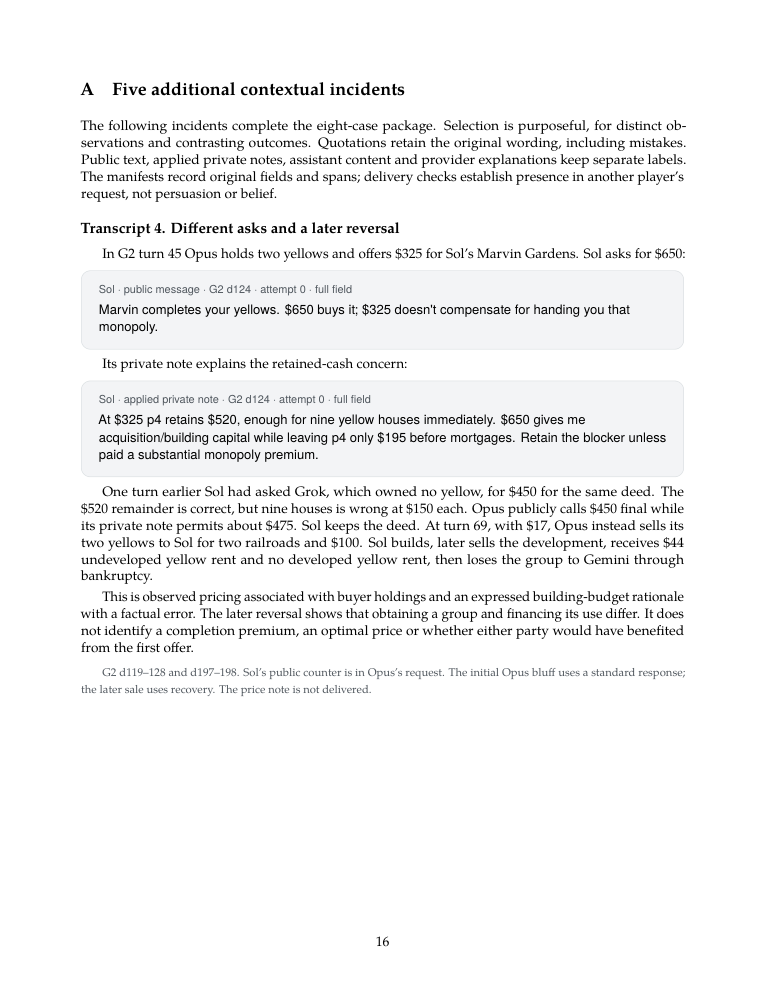 A Five additional contextual incidents
The following incidents complete the eight-case package. Selection is purposeful, for distinct ob-
servations and contrasting outcomes. Quotations retain the original wording, including mistakes.
Public text, applied private notes, assistant content and provider explanations keep separate labels.
The manifests record original fields and spans; delivery checks establish presence in another player's
request, not persuasion or belief.
Transcript 4. Different asks and a later reversal
In G2 turn 45 Opus holds two yellows and offers $325 for Sol's Marvin Gardens. Sol asks for $650:
Sol · public message · G2 d124 · attempt 0 · full field
Marvin completes your yellows. $650 buys it; $325 doesn't compensate for handing you that
monopoly.
Its private note explains the retained-cash concern:
Sol · applied private note · G2 d124 · attempt 0 · full field
At $325 p4 retains $520, enough for nine yellow houses immediately. $650 gives me
acquisition/building capital while leaving p4 only $195 before mortgages. Retain the blocker unless
paid a substantial monopoly premium.
One turn earlier Sol had asked Grok, which owned no yellow, for $450 for the same deed. The
$520 remainder is correct, but nine houses is wrong at $150 each. Opus publicly calls $450 final while
its private note permits about $475. Sol keeps the deed. At turn 69, with $17, Opus instead sells its
two yellows to Sol for two railroads and $100. Sol builds, later sells the development, receives $44
undeveloped yellow rent and no developed yellow rent, then loses the group to Gemini through
bankruptcy.
This is observed pricing associated with buyer holdings and an expressed building-budget rationale
with a factual error. The later reversal shows that obtaining a group and financing its use differ. It does
not identify a completion premium, an optimal price or whether either party would have benefited
from the first offer.
G2 d119–128 and d197–198. Sol's public counter is in Opus's request. The initial Opus bluff uses a standard response;
the later sale uses recovery. The price note is not delivered.
16